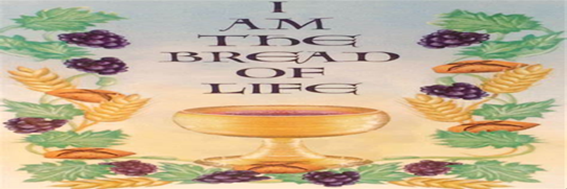 I
AM
THE
BREAD
OF
LIFE